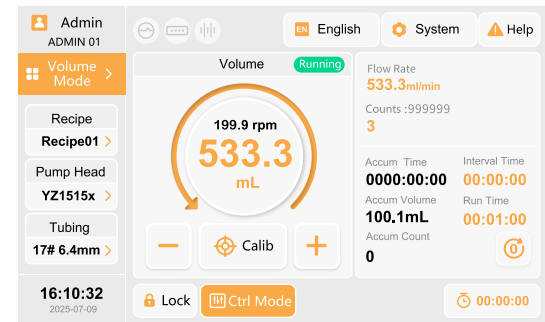 Admin
ADMIN 01
Volume
Mode
Recipe
Recipe01
Pump Head
YZ1515x
Tubing
17# 6.4mm
16:10:32
2025-07-09
EN English
System
Help
Volume
Running
199.9 rpm
533.3
mL
Calib
Lock
Ctrl Mode
Flow Rate
533.3ml/min
Counts :999999
3
Accum Time
Interval Time
0000:00:00
00:00:00
Accum Volume
Run Time
100.1mL
00:01:00
Accum Count
0
0
00:00:00